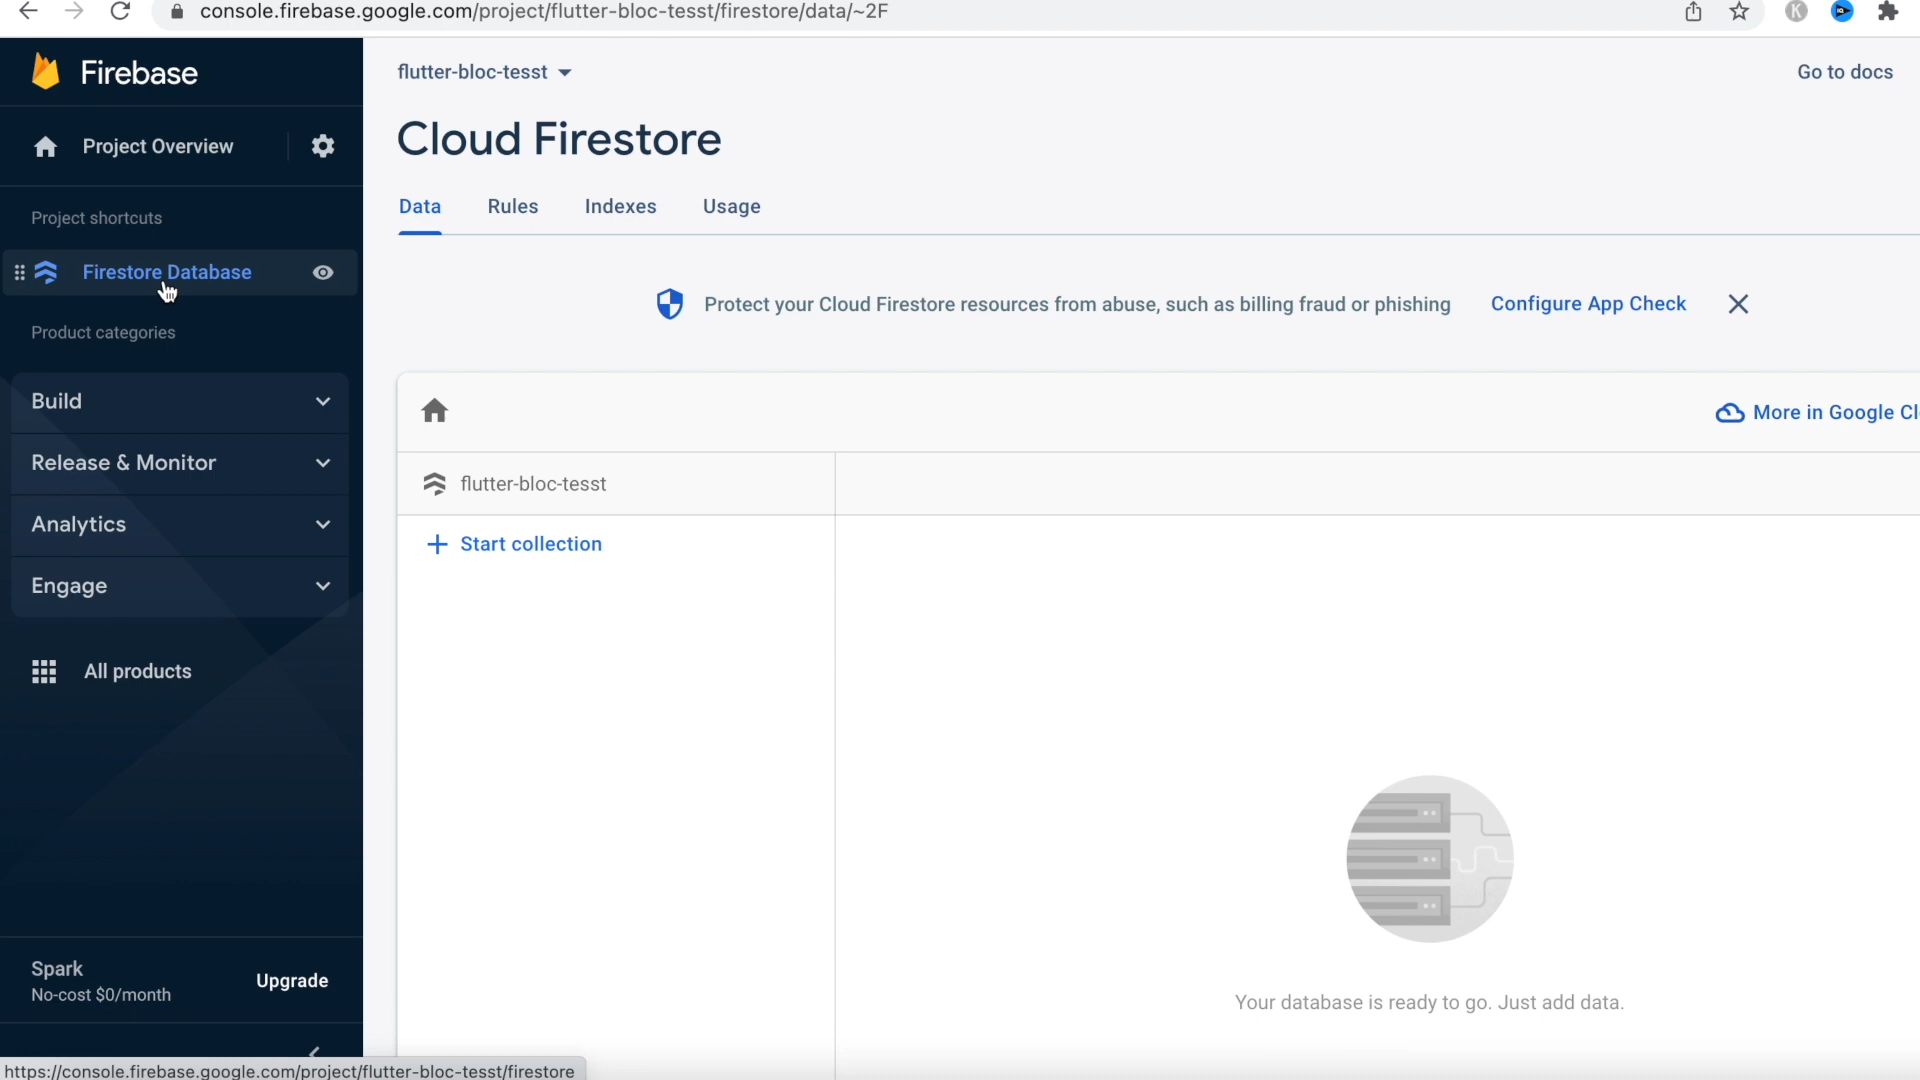 console.firebase.google.com/project/flutter-bloc-tesst/firestore/data/~2F
K
Firebase
flutter-bloc-tesst
Go to docs
Project Overview
Cloud Firestore
Project shortcuts
Data Rules Indexes Usage
Firestore Database
Protect your Cloud Firestore resources from abuse, such as billing fraud or phishing Configure App Check
Product categories
Build
More in Google Cl
Release & Monitor
flutter-bloc-tesst
Analytics
Start collection
Engage
All products
Spark
No-cost $0/month
Upgrade
Your database is ready to go. Just add data.
https://console.firebase.google.com/project/flutter-bloc-tesst/firestore